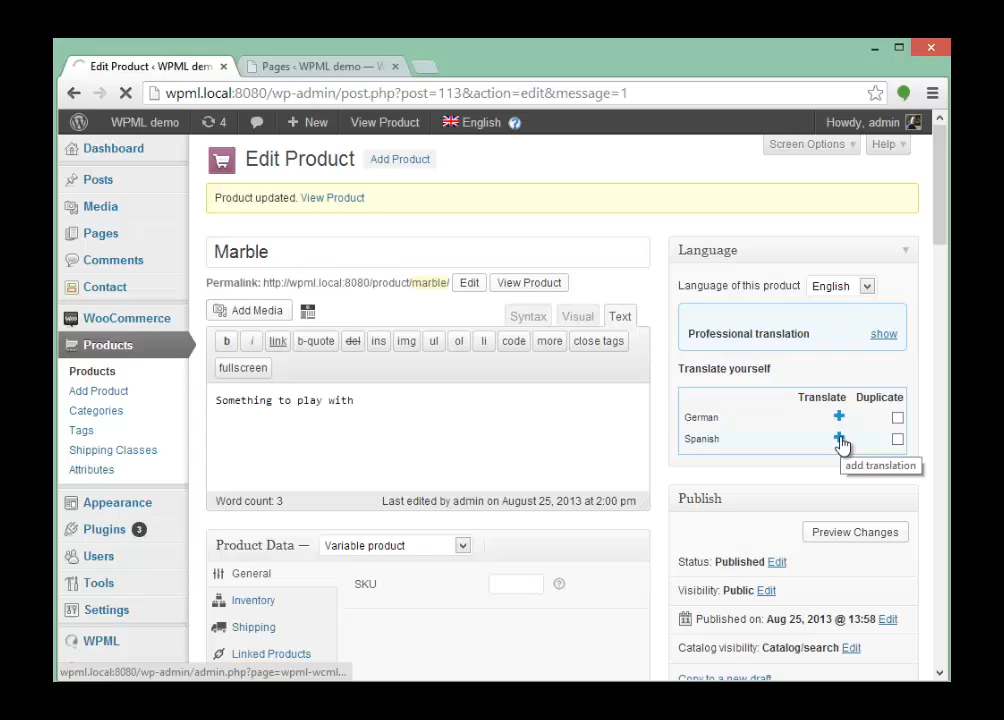 Edit Product ‹ WPML dem
Pages ‹ WPML demo — W
wpml.local:8080/wp-admin/post.php?post=113&action=edit&message=1
WPML demo 4 New View Product English Howdy, admin
Dashboard
Posts
Media
Pages
Comments
Contact
WooCommerce
Products
Products
Add Product
Categories
Tags
Shipping Classes
Attributes
Appearance
Plugins 3
Users
Tools
Settings
WPML
Screen Options Help
Edit Product Add Product
Product updated. View Product
Marble
Permalink: http://wpml.local:8080/product/marble/ Edit View Product
Add Media Syntax Visual Text
b i link b-quote del ins img ul ol li code more close tags
fullscreen
Something to play with
Word count: 3 Last edited by admin on August 25, 2013 at 2:00 pm
Product Data — Variable product
General
Inventory
Shipping
Linked Products
SKU
Language
Language of this product English
Professional translation show
Translate yourself
Translate Duplicate
German
Spanish
add translation
Publish
Preview Changes
Status: Published Edit
Visibility: Public Edit
Published on: Aug 25, 2013 @ 13:58 Edit
Catalog visibility: Catalog/search Edit
Copy to a new draft
wpml.local:8080/wp-admin/admin.php?page=wpml-wcml...